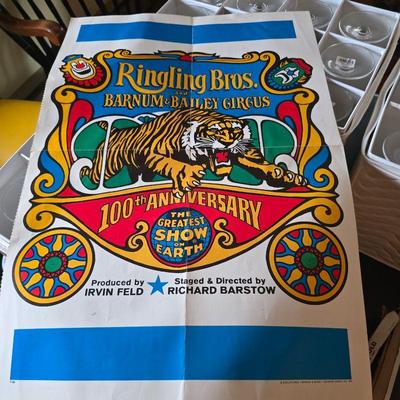 Ringling Bros.
and
BARNUM & BAILEY CIRCUS
100th ANNIVERSARY
THE
GREATEST
SHOW
ON
EARTH
Produced by
IRVIN FELD
Staged & Directed by
RICHARD BARSTOW